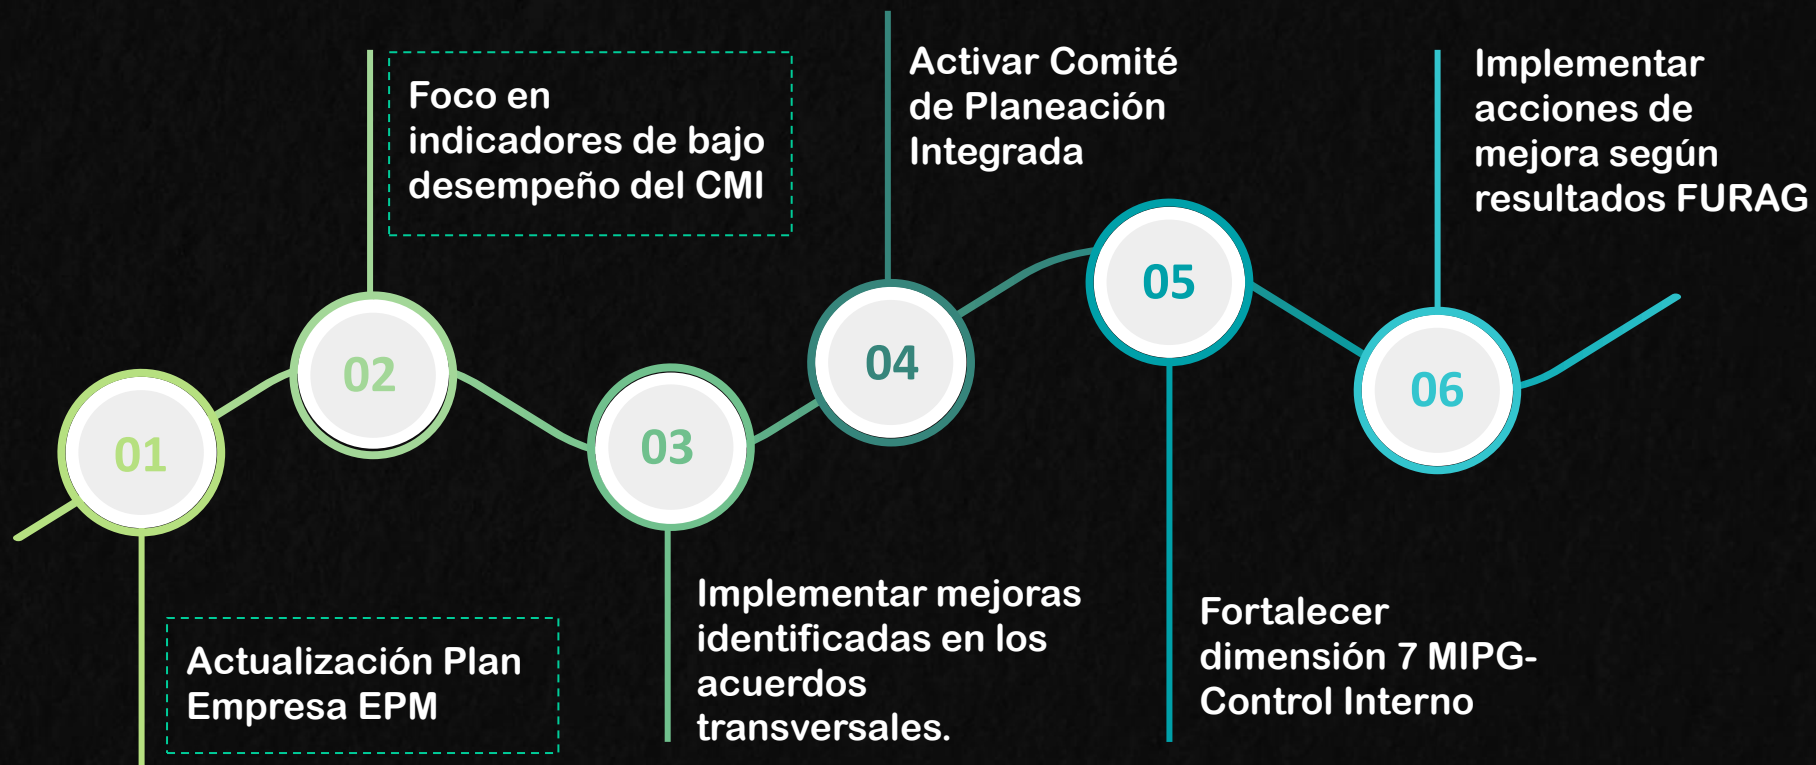 01
Actualización Plan
Empresa EPM
02
Foco en
indicadores de bajo
desempeño del CMI
03
Implementar mejoras
identificadas en los
acuerdos
transversales.
04
Activar Comité
de Planeación
Integrada
05
Fortalecer
dimensión 7 MIPG-
Control Interno
06
Implementar
acciones de
mejora según
resultados FURAG